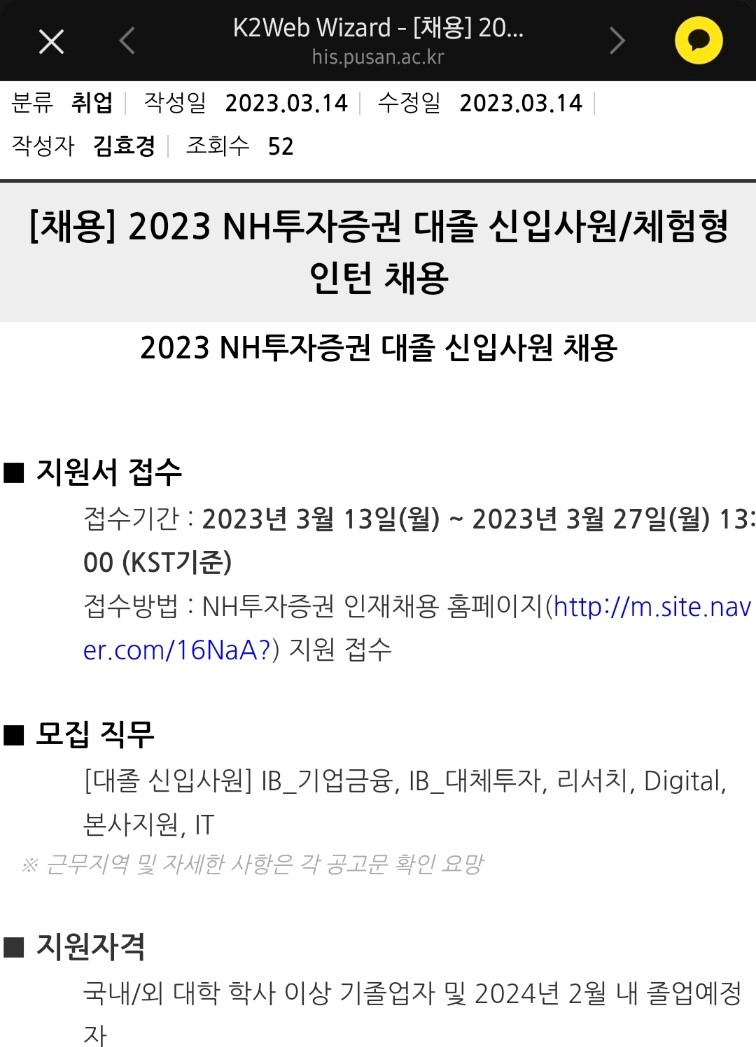 K2Web Wizard - [채용] 20...
his.pusan.ac.kr
분류 취업 | 작성일 2023.03.14 | 수정일 2023.03.14 |
작성자 김효경 | 조회수 52
[채용] 2023 NH투자증권 대졸 신입사원/체험형
인턴 채용
2023 NH투자증권 대졸 신입사원 채용
■ 지원서 접수
접수기간 : 2023년 3월 13일(월) ~ 2023년 3월 27일(월) 13:
00 (KST기준)
접수방법 : NH투자증권 인재채용 홈페이지(http://m.site.nav
er.com/16NaA?) 지원 접수
■ 모집 직무
[대졸 신입사원] IB_기업금융, IB_대체투자, 리서치, Digital,
본사지원, IT
※ 근무지역 및 자세한 사항은 각 공고문 확인 요망
■ 지원자격
국내/외 대학 학사 이상 기졸업자 및 2024년 2월 내 졸업예정
자